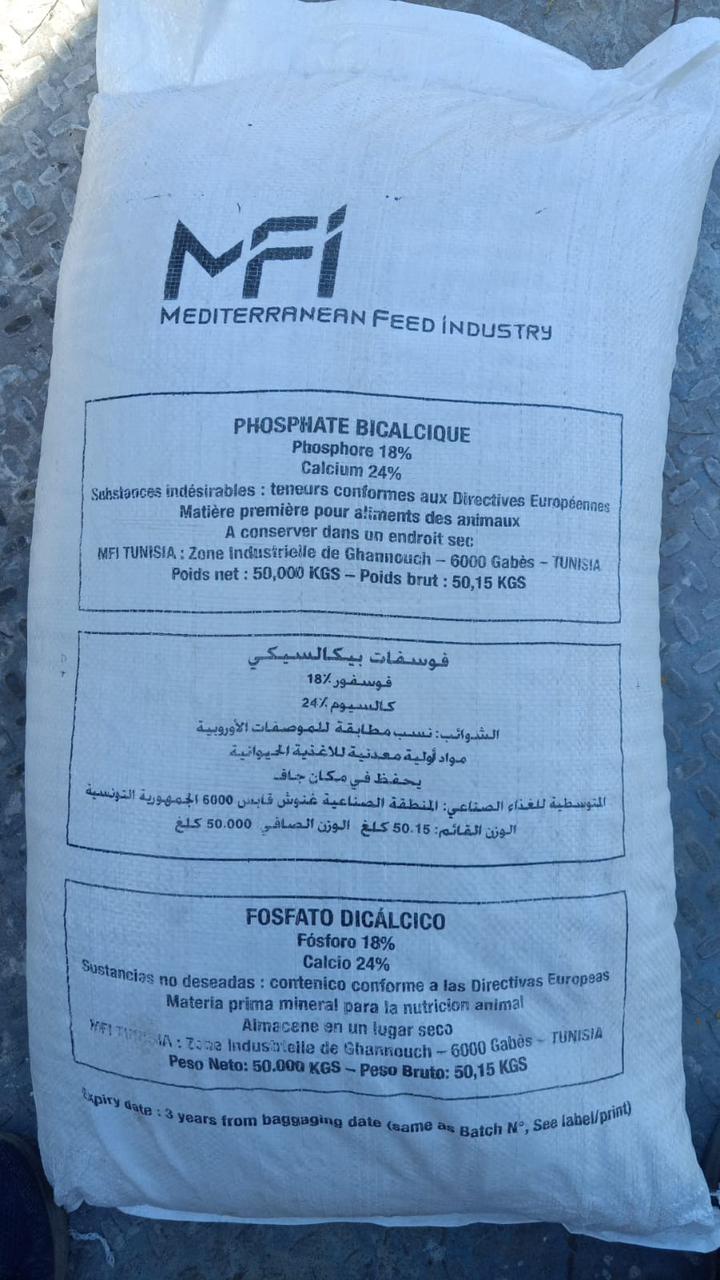 MFI
MEDITERRANEAN FEED INDUSTRY
PHOSPHATE BICALCIQUE
Phosphore 18%
Calcium 24%
Substances indésirables : teneurs conformes aux Directives Européennes
Matière première pour aliments des animaux
A conserver dans un endroit sec
MFI TUNISIA : Zone Industrielle de Ghannouch – 6000 Gabès – TUNISIA
Poids net : 50,000 KGS – Poids brut : 50,15 KGS
فوسفات بيكالسيكي
فوسفور 18٪
كالسيوم 24٪
الشوائب: نسب مطابقة للموصفات الأوروبية
مواد أولية معدنية للاغذية الحيوانية
يحفظ في مكان جاف
المتوسطية للغذاء الصناعي: المنطقة الصناعية غنوش قابس 6000 الجمهورية التونسية
الوزن القائم: 50.15 كلغ الوزن الصافي 50.000 كلغ
FOSFATO DICÁLCICO
Fósforo 18%
Calcio 24%
Sustancias no deseadas : contenico conforme a las Directivas Europeas
Materia prima mineral para la nutricion animal
Almacene en un lugar seco
MFI TUNISIA : Zone Industrielle de Ghannouch – 6000 Gabès – TUNISIA
Peso Neto: 50.000 KGS – Peso Bruto: 50,15 KGS
Expiry date : 3 years from baggaging date (same as Batch N°, See label/print)